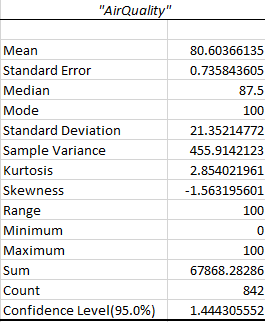 "AirQuality"
Mean 80.60366135
Standard Error 0.735843605
Median 87.5
Mode 100
Standard Deviation 21.35214772
Sample Variance 455.9142123
Kurtosis 2.854021961
Skewness -1.563195601
Range 100
Minimum 0
Maximum 100
Sum 67868.28286
Count 842
Confidence Level(95.0%) 1.444305552